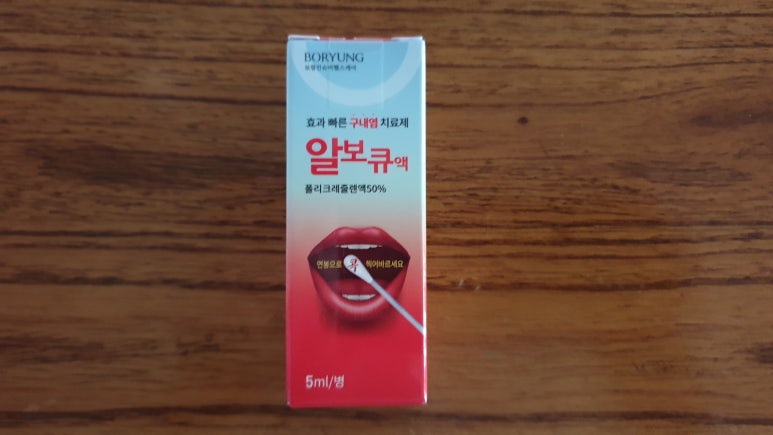 BORYUNG
보령컨슈머헬스케어
효과 빠른 구내염 치료제
알보큐액
폴리크레줄렌액50%
면봉으로 콕 찍어바르세요
5ml/병